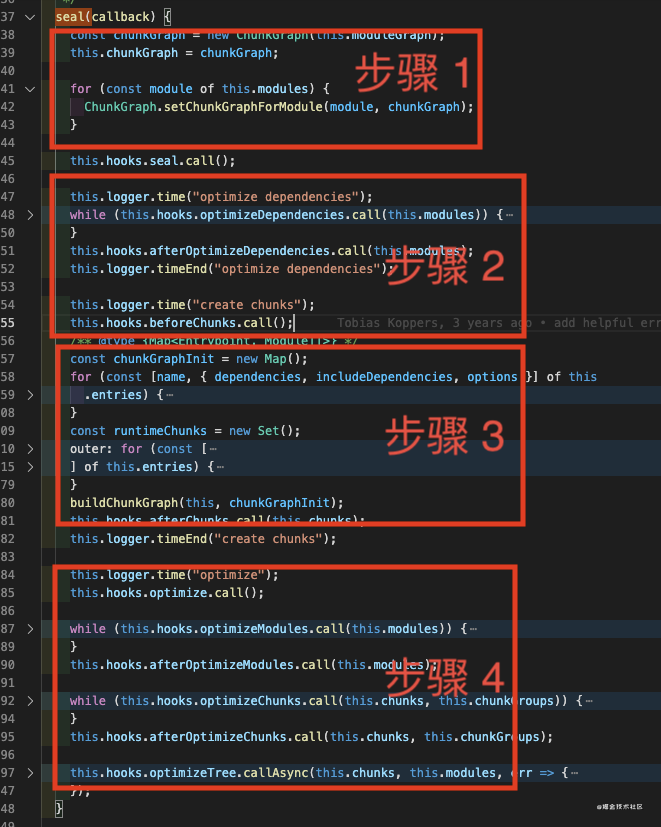 36 */
37 seal(callback) {
38 const chunkGraph = new ChunkGraph(this.moduleGraph);
39 this.chunkGraph = chunkGraph;
40 步骤 1
41 for (const module of this.modules) {
42 ChunkGraph.setChunkGraphForModule(module, chunkGraph);
43 }
44
45 this.hooks.seal.call();
46
47 this.logger.time("optimize dependencies");
48 while (this.hooks.optimizeDependencies.call(this.modules)) {⋯
50 }
51 this.hooks.afterOptimizeDependencies.call(this.modules);
步骤 2
52 this.logger.timeEnd("optimize dependencies");
53
54 this.logger.time("create chunks");
55 this.hooks.beforeChunks.call(); Tobias Koppers, 3 years ago • add helpful err
56 /** @type {Map<Entrypoint, Module[]>} */
57 const chunkGraphInit = new Map();
58 for (const [name, { dependencies, includeDependencies, options }] of this
59 .entries) {⋯
08 }
09 const runtimeChunks = new Set();
步骤 3
10 outer: for (const [⋯
15 ] of this.entries) {⋯
79 }
80 buildChunkGraph(this, chunkGraphInit);
81 this.hooks.afterChunks.call(this.chunks);
82 this.logger.timeEnd("create chunks");
83
84 this.logger.time("optimize");
85 this.hooks.optimize.call();
86
87 while (this.hooks.optimizeModules.call(this.modules)) {⋯
89 }
90 this.hooks.afterOptimizeModules.call(this.modules);
步骤 4
91
92 while (this.hooks.optimizeChunks.call(this.chunks, this.chunkGroups)) {⋯
94 }
95 this.hooks.afterOptimizeChunks.call(this.chunks, this.chunkGroups);
96
97 this.hooks.optimizeTree.callAsync(this.chunks, this.modules, err => {⋯
47 });
48 }
49
@掘金技术社区